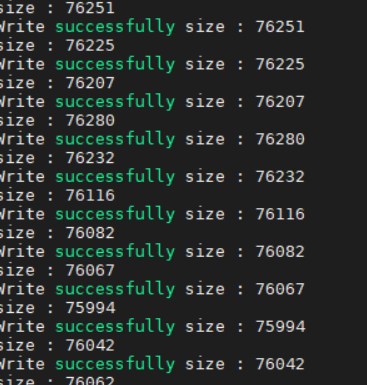 size : 76251
Write successfully size : 76251
size : 76225
Write successfully size : 76225
size : 76207
Write successfully size : 76207
size : 76280
Write successfully size : 76280
size : 76232
Write successfully size : 76232
size : 76116
Write successfully size : 76116
size : 76082
Write successfully size : 76082
size : 76067
Write successfully size : 76067
size : 75994
Write successfully size : 75994
size : 76042
Write successfully size : 76042
size : 76062